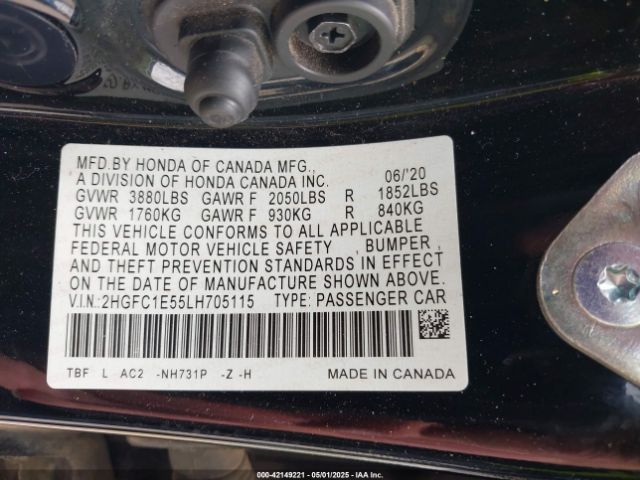 MFD.BY HONDA OF CANADA MFG.,
A DIVISION OF HONDA CANADA INC. 06/'20
GVWR 3880LBS GAWR F 2050LBS R 1852LBS
GVWR 1760KG GAWR F 930KG R 840KG
THIS VEHICLE CONFORMS TO ALL APPLICABLE
FEDERAL MOTOR VEHICLE SAFETY , BUMPER ,
AND THEFT PREVENTION STANDARDS IN EFFECT
ON THE DATE OF MANUFACTURE SHOWN ABOVE.
V.I.N.:2HGFC1E55LH705115 TYPE: PASSENGER CAR
TBF L AC2 -NH731P -Z -H MADE IN CANADA
000-42149221 - 05/01/2025 - IAA Inc.